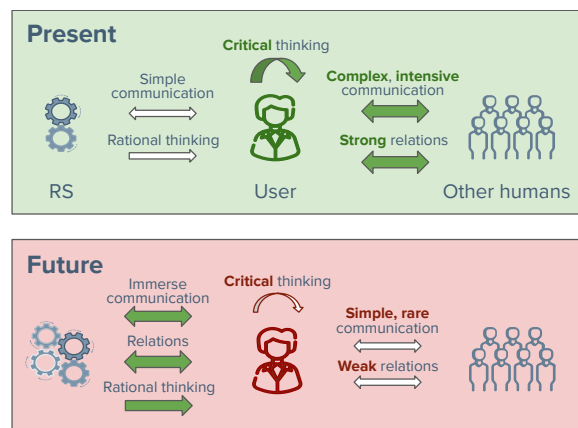 Present
Critical thinking
Simple
communication
Rational thinking
Complex, intensive
communication
Strong relations
RS
User
Other humans
Future
Immerse
communication
Relations
Rational thinking
Critical thinking
Simple, rare
communication
Weak relations